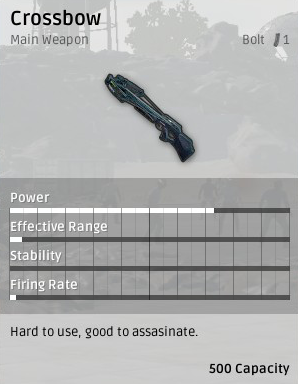 Crossbow
Main Weapon Bolt 1
Power
Effective Range
Stability
Firing Rate
Hard to use, good to assasinate.
500 Capacity